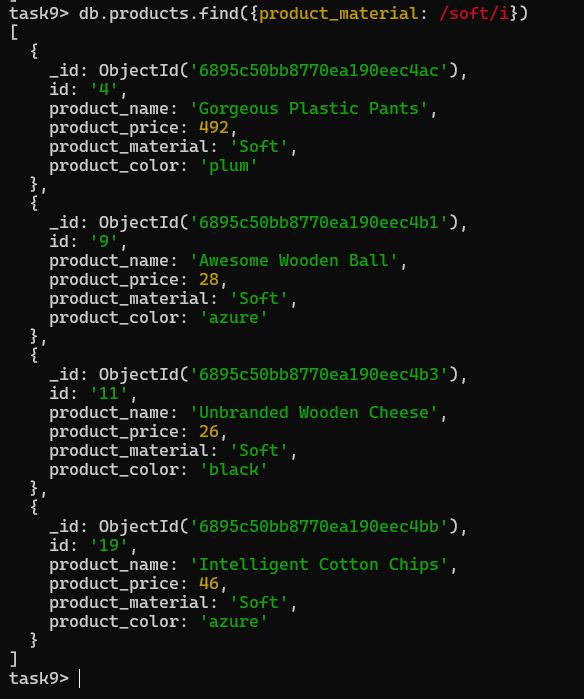 task9> db.products.find({product_material: /soft/i})
[
  {
    _id: ObjectId('6895c50bb8770ea190eec4ac'),
    id: '4',
    product_name: 'Gorgeous Plastic Pants',
    product_price: 492,
    product_material: 'Soft',
    product_color: 'plum'
  },
  {
    _id: ObjectId('6895c50bb8770ea190eec4b1'),
    id: '9',
    product_name: 'Awesome Wooden Ball',
    product_price: 28,
    product_material: 'Soft',
    product_color: 'azure'
  },
  {
    _id: ObjectId('6895c50bb8770ea190eec4b3'),
    id: '11',
    product_name: 'Unbranded Wooden Cheese',
    product_price: 26,
    product_material: 'Soft',
    product_color: 'black'
  },
  {
    _id: ObjectId('6895c50bb8770ea190eec4bb'),
    id: '19',
    product_name: 'Intelligent Cotton Chips',
    product_price: 46,
    product_material: 'Soft',
    product_color: 'azure'
  }
]
task9>